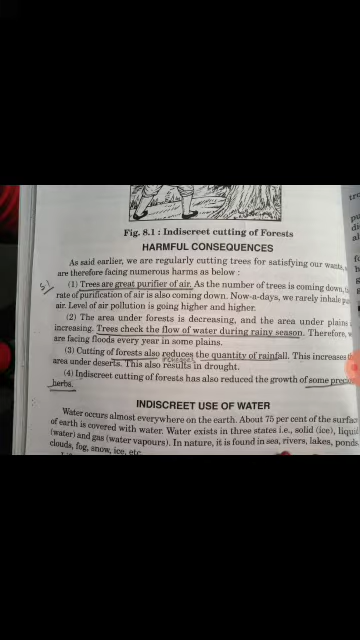 tro
Fig. 8.1 : Indiscreet cutting of Forests
HARMFUL CONSEQUENCES
As said earlier, we are regularly cutting trees for satisfying our wants,
are therefore facing numerous harms as below :
(1) Trees are great purifier of air. As the number of trees is coming down,
rate of purification of air is also coming down. Now-a-days, we rarely inhale
air. Level of air pollution is going higher and higher.
(2) The area under forests is decreasing, and the area under plains
increasing. Trees check the flow of water during rainy season. Therefore,
are facing floods every year in some plains.
(3) Cutting of forests also reduces the quantity of rainfall. This increases
area under deserts. This also results in drought.
(4) Indiscreet cutting of forests has also reduced the growth of some
herbs.
INDISCREET USE OF WATER
Water occurs almost everywhere on the earth. About 75 per cent of the
of earth is covered with water. Water exists in three states i.e., solid (ice),
(water) and gas (water vapours). In nature, it is found in sea, rivers, lakes, ponds
clouds, fog, snow, ice, etc.